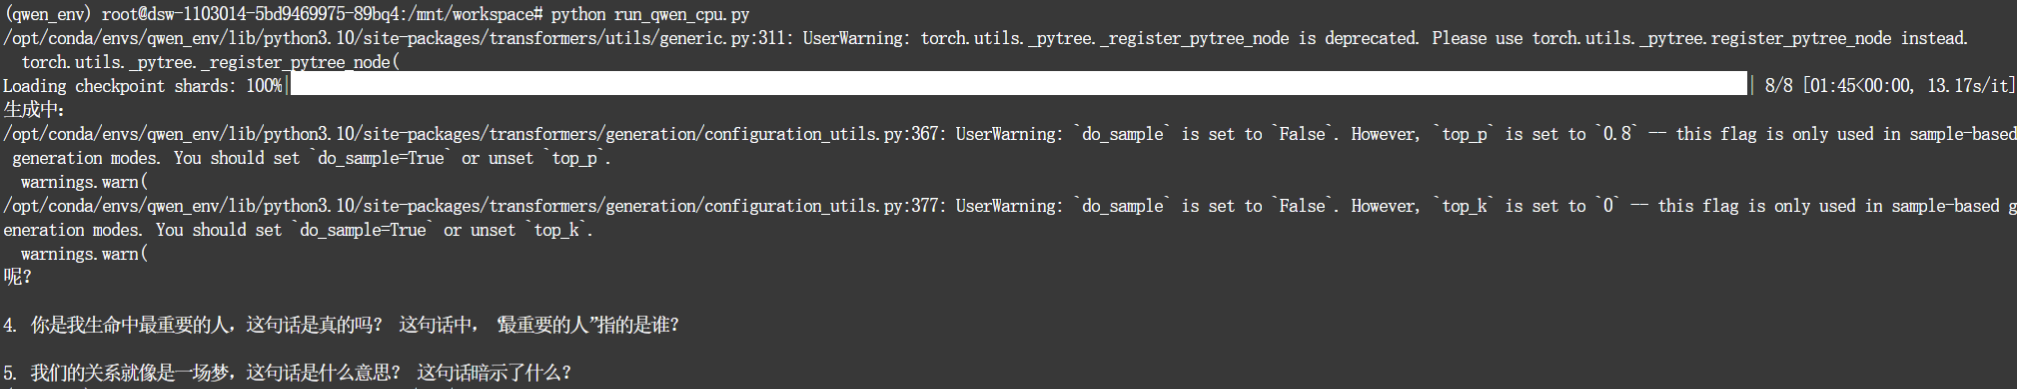 (qwen_env) root@dsw-1103014-5bd9469975-89bq4:/mnt/workspace# python run_qwen_cpu.py
/opt/conda/envs/qwen_env/lib/python3.10/site-packages/transformers/utils/generic.py:311: UserWarning: torch.utils._pytree._register_pytree_node is deprecated. Please use torch.utils._pytree.register_pytree_node instead.
  torch.utils._pytree._register_pytree_node(
Loading checkpoint shards: 100%| | 8/8 [01:45<00:00, 13.17s/it]
生成中:
/opt/conda/envs/qwen_env/lib/python3.10/site-packages/transformers/generation/configuration_utils.py:367: UserWarning: `do_sample` is set to `False`. However, `top_p` is set to `0.8` -- this flag is only used in sample-based
 generation modes. You should set `do_sample=True` or unset `top_p`.
  warnings.warn(
/opt/conda/envs/qwen_env/lib/python3.10/site-packages/transformers/generation/configuration_utils.py:377: UserWarning: `do_sample` is set to `False`. However, `top_k` is set to `0` -- this flag is only used in sample-based g
eneration modes. You should set `do_sample=True` or unset `top_k`.
  warnings.warn(
呢？
4. 你是我生命中最重要的人，这句话是真的吗？ 这句话中，“最重要的人”指的是谁？
5. 我们的关系就像是一场梦，这句话是什么意思？ 这句话暗示了什么？